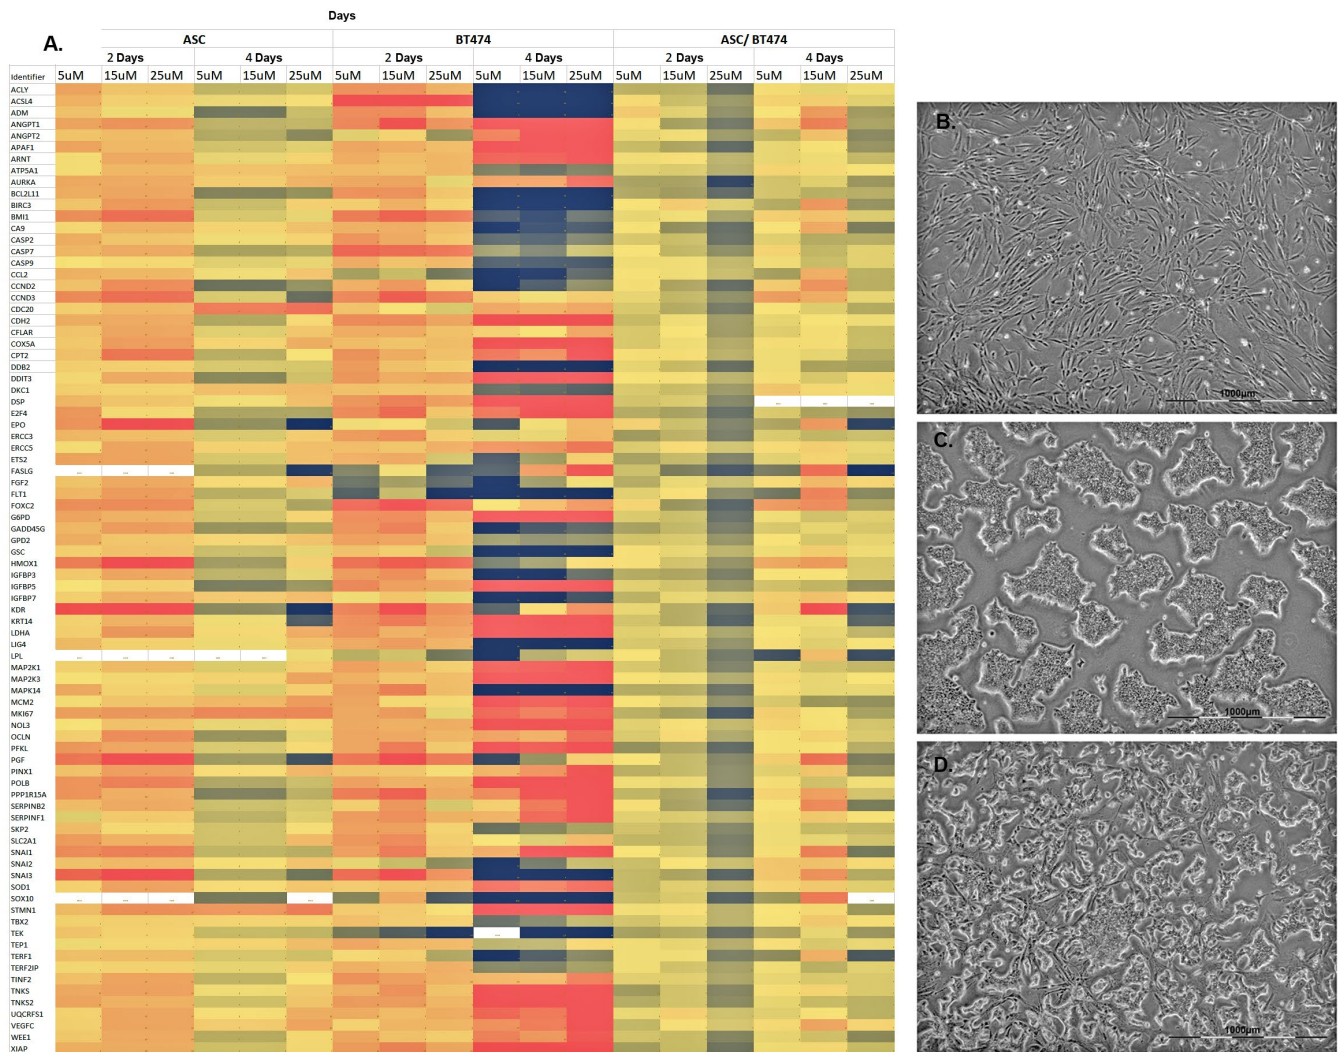 Days
A.
ASC BT474 ASC/ BT474
2 Days 4 Days 2 Days 4 Days 2 Days 4 Days
Identifier 5uM 15uM 25uM 5uM 15uM 25uM 5uM 15uM 25uM 5uM 15uM 25uM 5uM 15uM 25uM 5uM 15uM 25uM
ACLY
ACSL4
ADM
ANGPT1
ANGPT2
APAF1
ARNT
ATP5A1
AURKA
BCL2L11
BIRC3
BMI1
CA9
CASP2
CASP7
CASP9
CCL2
CCND2
CCND3
CDC20
CDH2
CFLAR
COX5A
CPT2
DDB2
DDIT3
DKC1
DSP
E2F4
EPO
ERCC3
ERCC5
ETS2
FASLG
FGF2
FLT1
FOXC2
G6PD
GADD45G
GPD2
GSC
HMOX1
IGFBP3
IGFBP5
IGFBP7
KDR
KRT14
LDHA
LIG4
LPL
MAP2K1
MAP2K3
MAPK14
MCM2
MKI67
NOL3
OCLN
PFKL
PGF
PINX1
POLB
PPP1R15A
SERPINB2
SERPINF1
SKP2
SLC2A1
SNAI1
SNAI2
SNAI3
SOD1
SOX10
STMN1
TBX2
TEK
TEP1
TERF1
TERF2IP
TINF2
TNKS
TNKS2
UQCRFS1
VEGFC
WEE1
XIAP
B.
1000µm
C.
1000µm
D.
1000µm